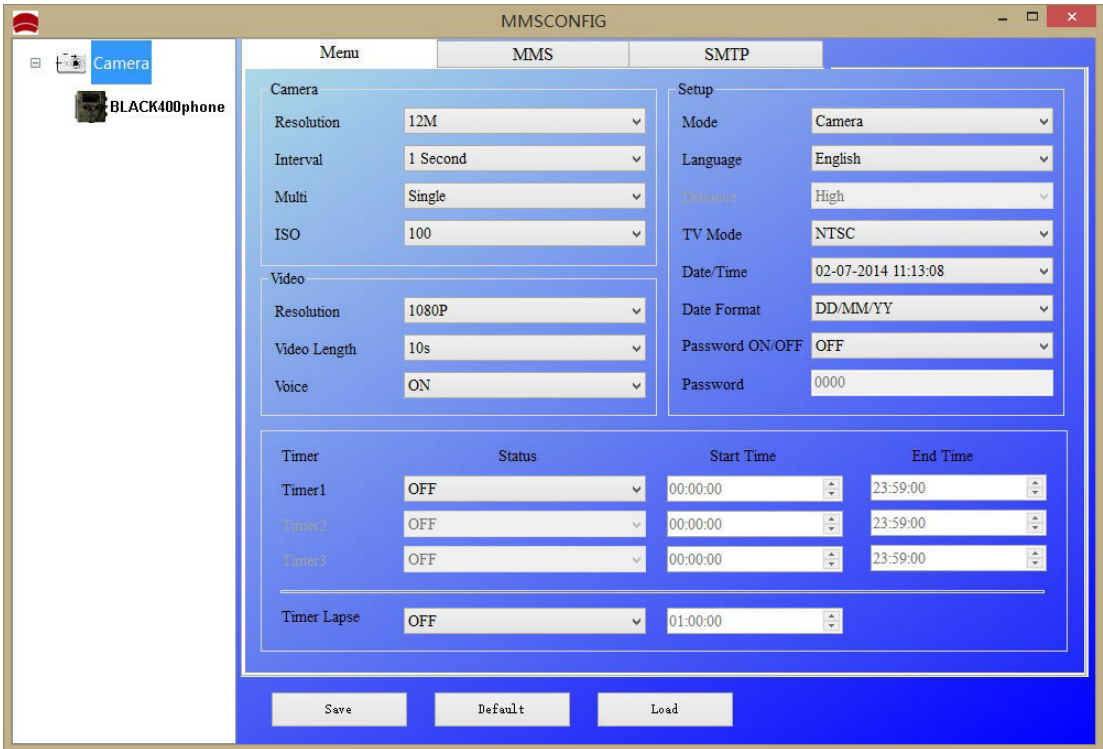 MMSCONFIG
Camera
BLACK400phone
Menu MMS SMTP
Camera
Resolution 12M
Interval 1 Second
Multi Single
ISO 100
Video
Resolution 1080P
Video Length 10s
Voice ON
Setup
Mode Camera
Language English
Distance High
TV Mode NTSC
Date/Time 02-07-2014 11:13:08
Date Format DD/MM/YY
Password ON/OFF OFF
Password 0000
Timer Status Start Time End Time
Timer1 OFF 00:00:00 23:59:00
Timer2 OFF 00:00:00 23:59:00
Timer3 OFF 00:00:00 23:59:00
Timer Lapse OFF 01:00:00
Save Default Load